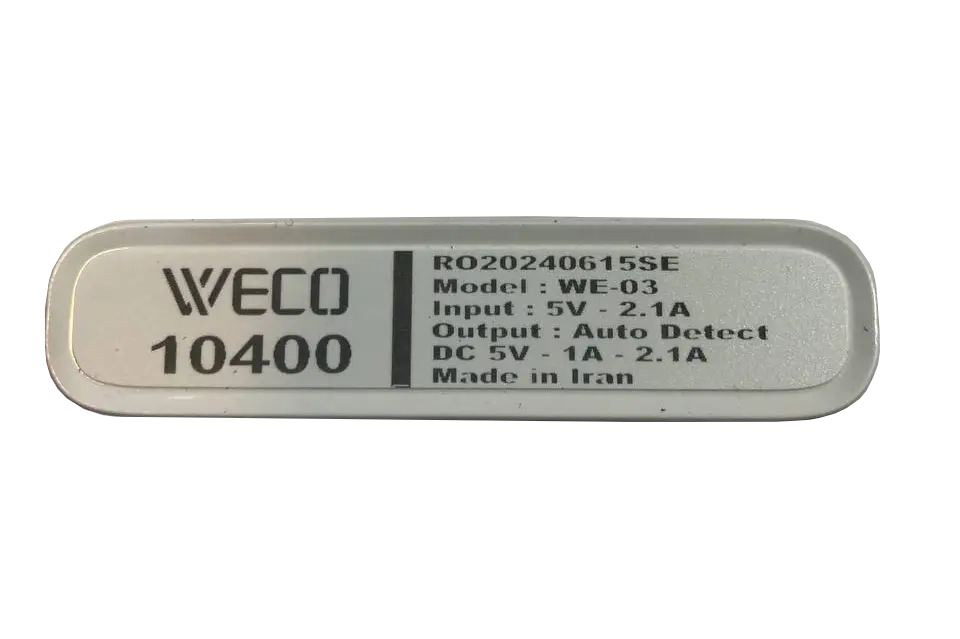 WECO
10400
RO20240615SE
Model : WE-03
Input : 5V - 2.1A
Output : Auto Detect
DC 5V - 1A - 2.1A
Made in Iran